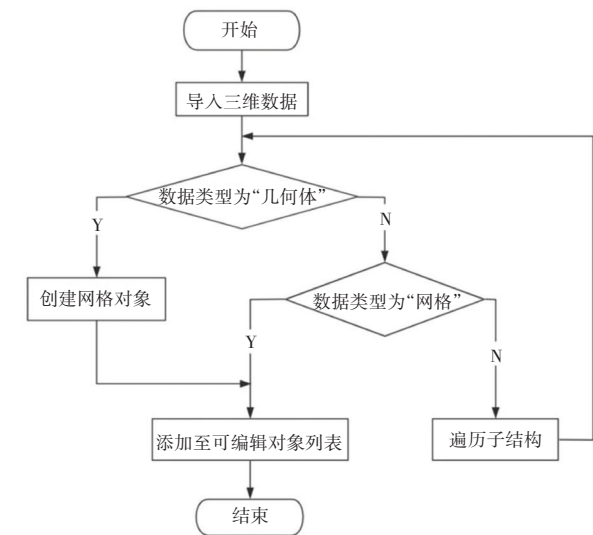 开始
导入三维数据
数据类型为“几何体”
Y
N
创建网格对象
数据类型为“网格”
Y
N
添加至可编辑对象列表
遍历子结构
结束